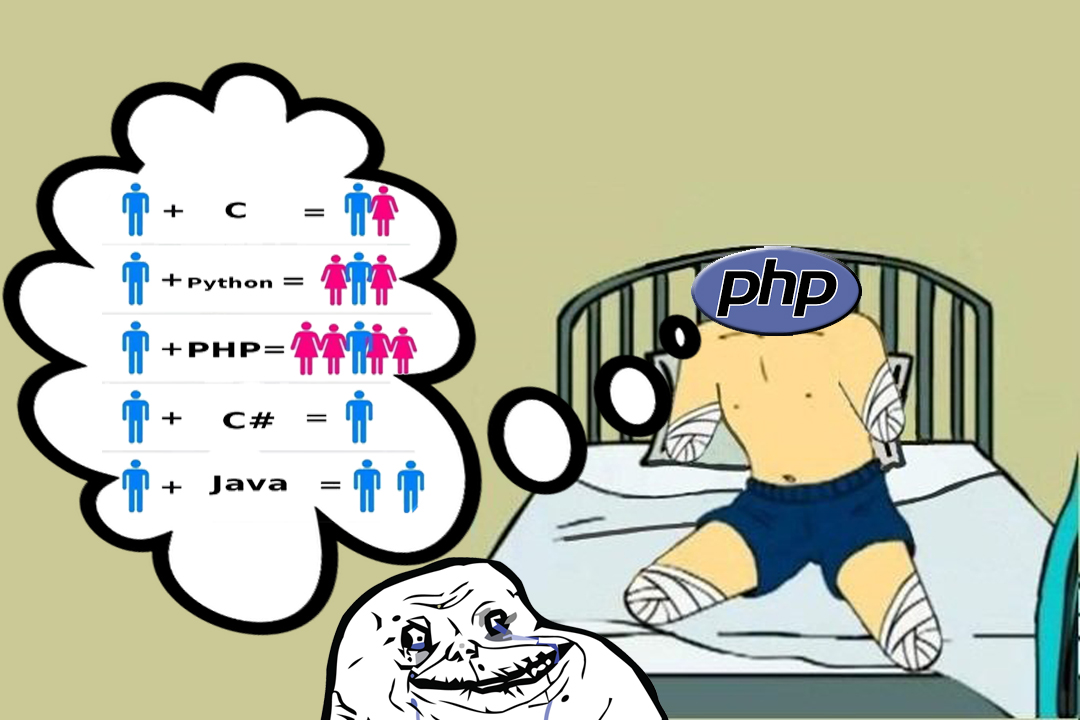 + C =
+Python =
+PHP=
+ C# =
+ Java =
php